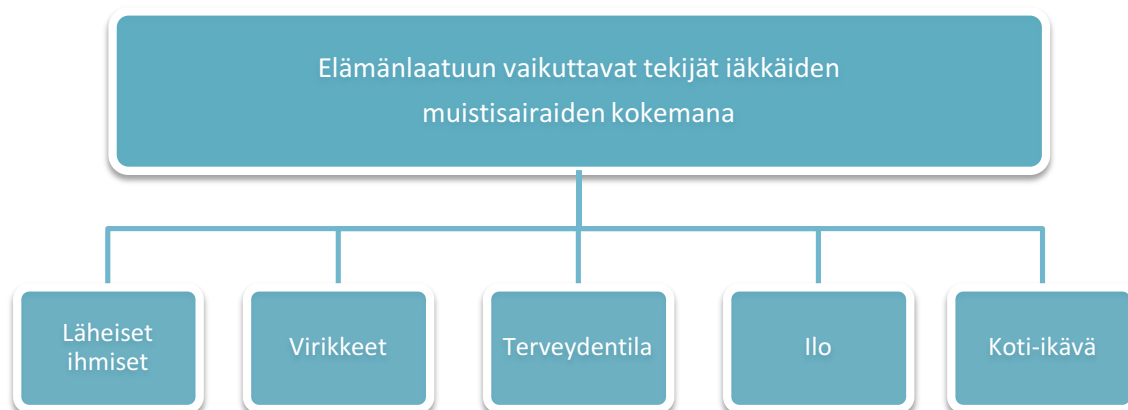 Elämänlaatuun vaikuttavat tekijät iäkkäiden
muistisairaiden kokemana
Läheiset
ihmiset
Virikkeet
Terveydentila
Ilo
Koti-ikävä